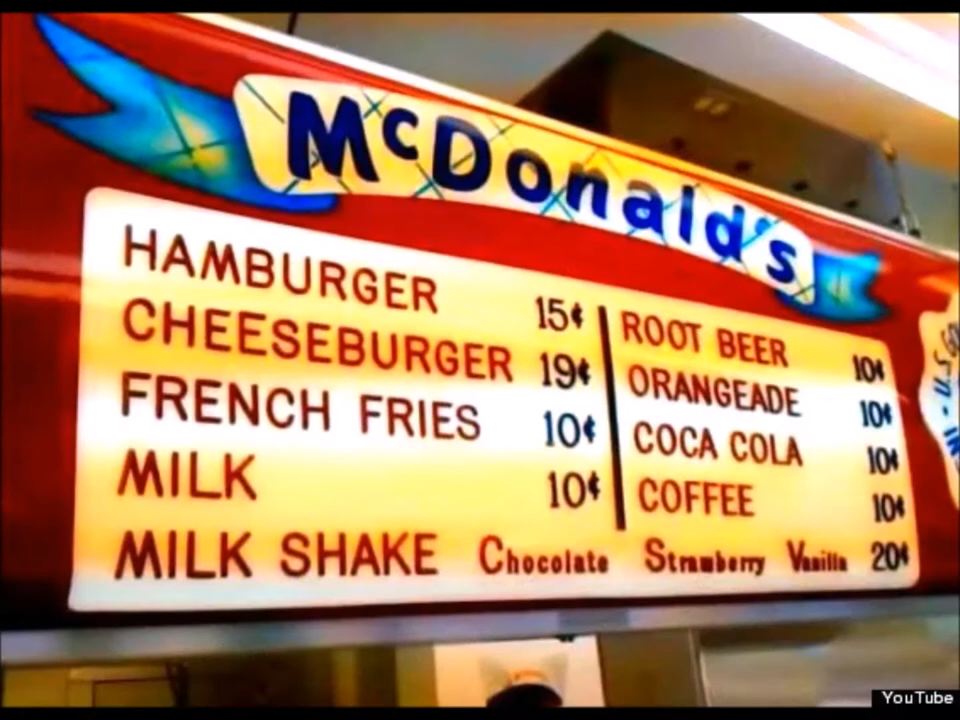 McDonald's
HAMBURGER 15¢
CHEESEBURGER 19¢
FRENCH FRIES 10¢
MILK 10¢
ROOT BEER 10¢
ORANGEADE 10¢
COCA COLA 10¢
COFFEE 10¢
MILK SHAKE Chocolate Strawberry Vanilla 20¢
U.S.
YouTube